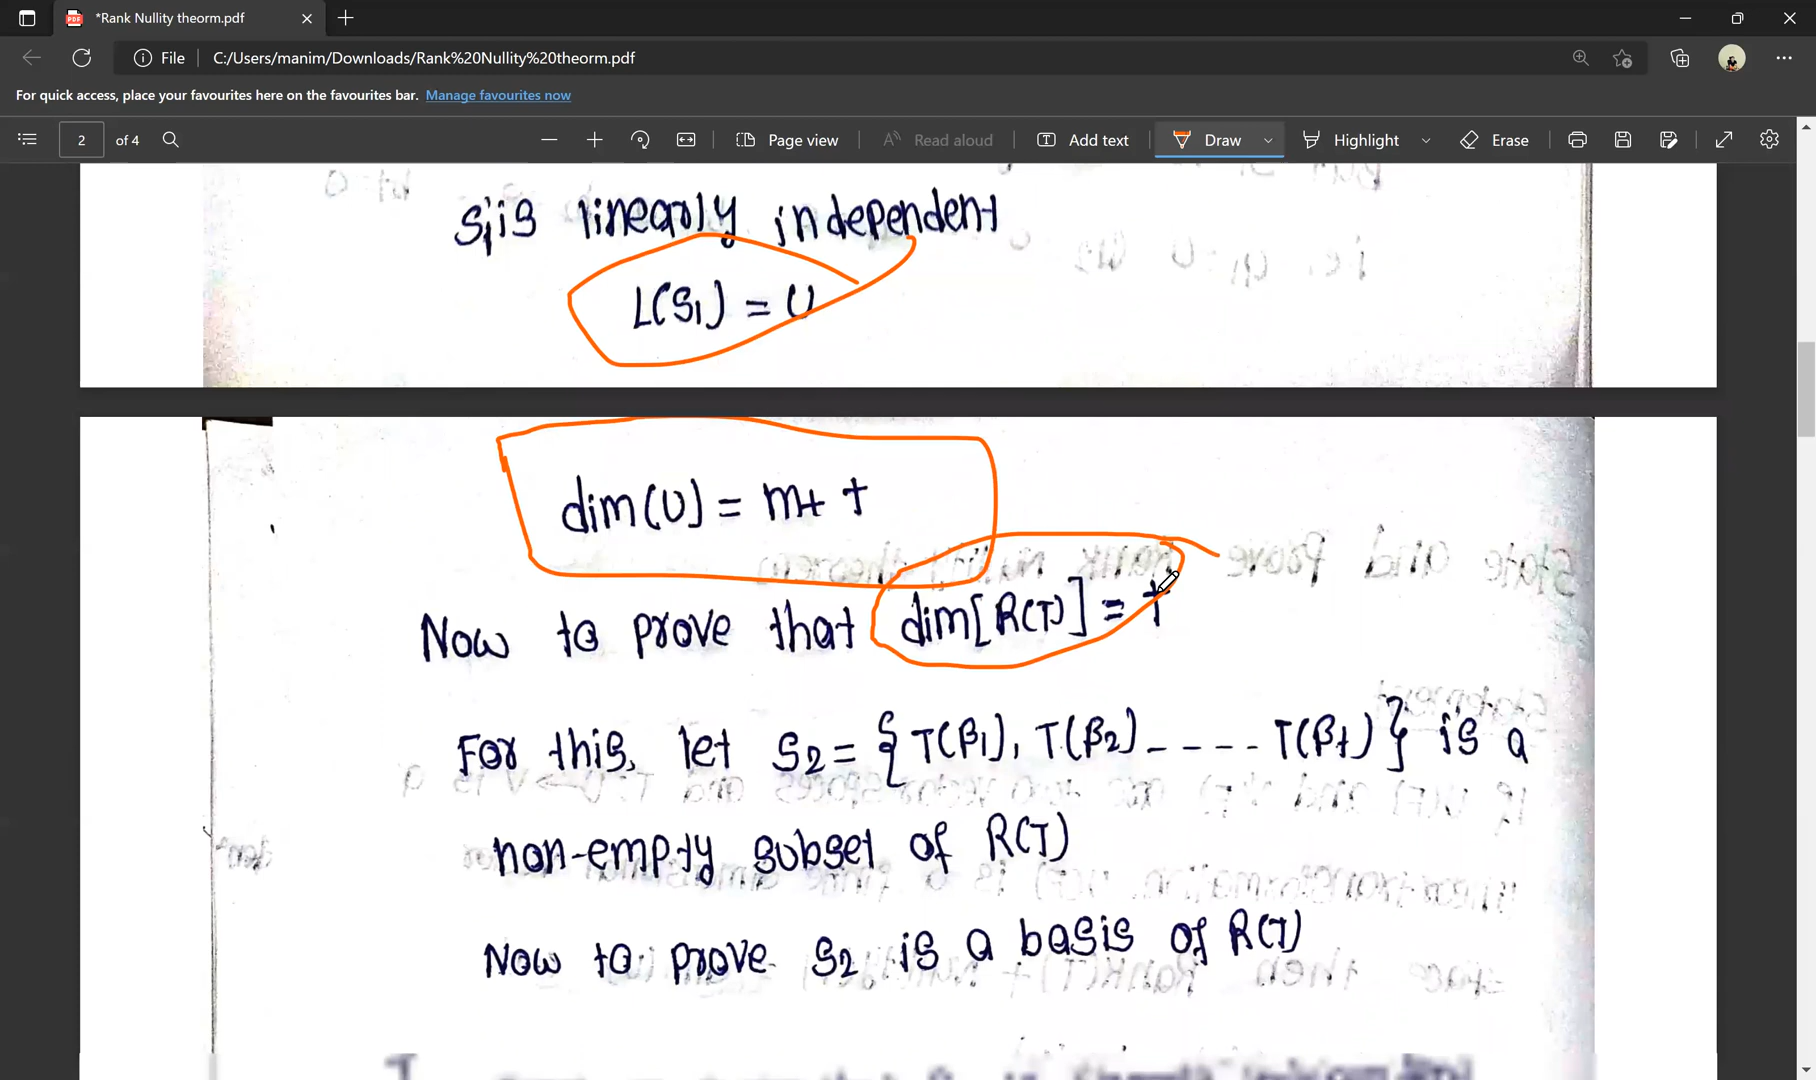 *Rank Nullity theorm.pdf
File C:/Users/manim/Downloads/Rank%20Nullity%20theorm.pdf
For quick access, place your favourites here on the favourites bar. Manage favourites now
2 of 4 Page view Read aloud Add text Draw Highlight Erase
S₁ is linearly independent
L(S₁) = U
dim(U) = m+t
Now to prove that dim[R(T)] = t
For this, let S₂ = {T(β₁), T(β₂) ----- T(βt)} is a
non-empty subset of R(T)
Now to prove S₂ is a basis of R(T)